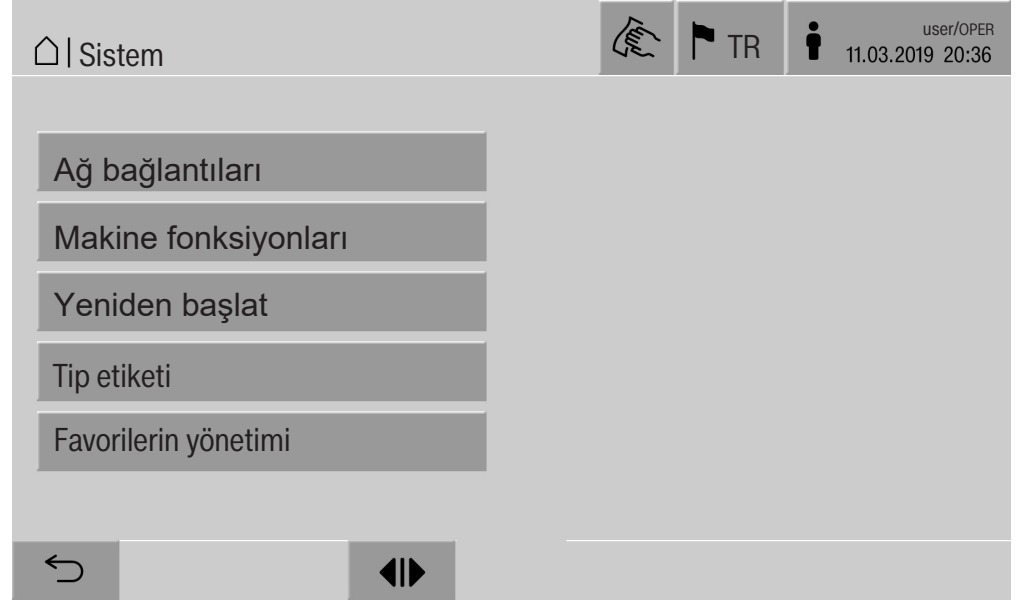 Sistem
TR
user/OPER
11.03.2019 20:36
Ağ bağlantıları
Makine fonksiyonları
Yeniden başlat
Tip etiketi
Favorilerin yönetimi